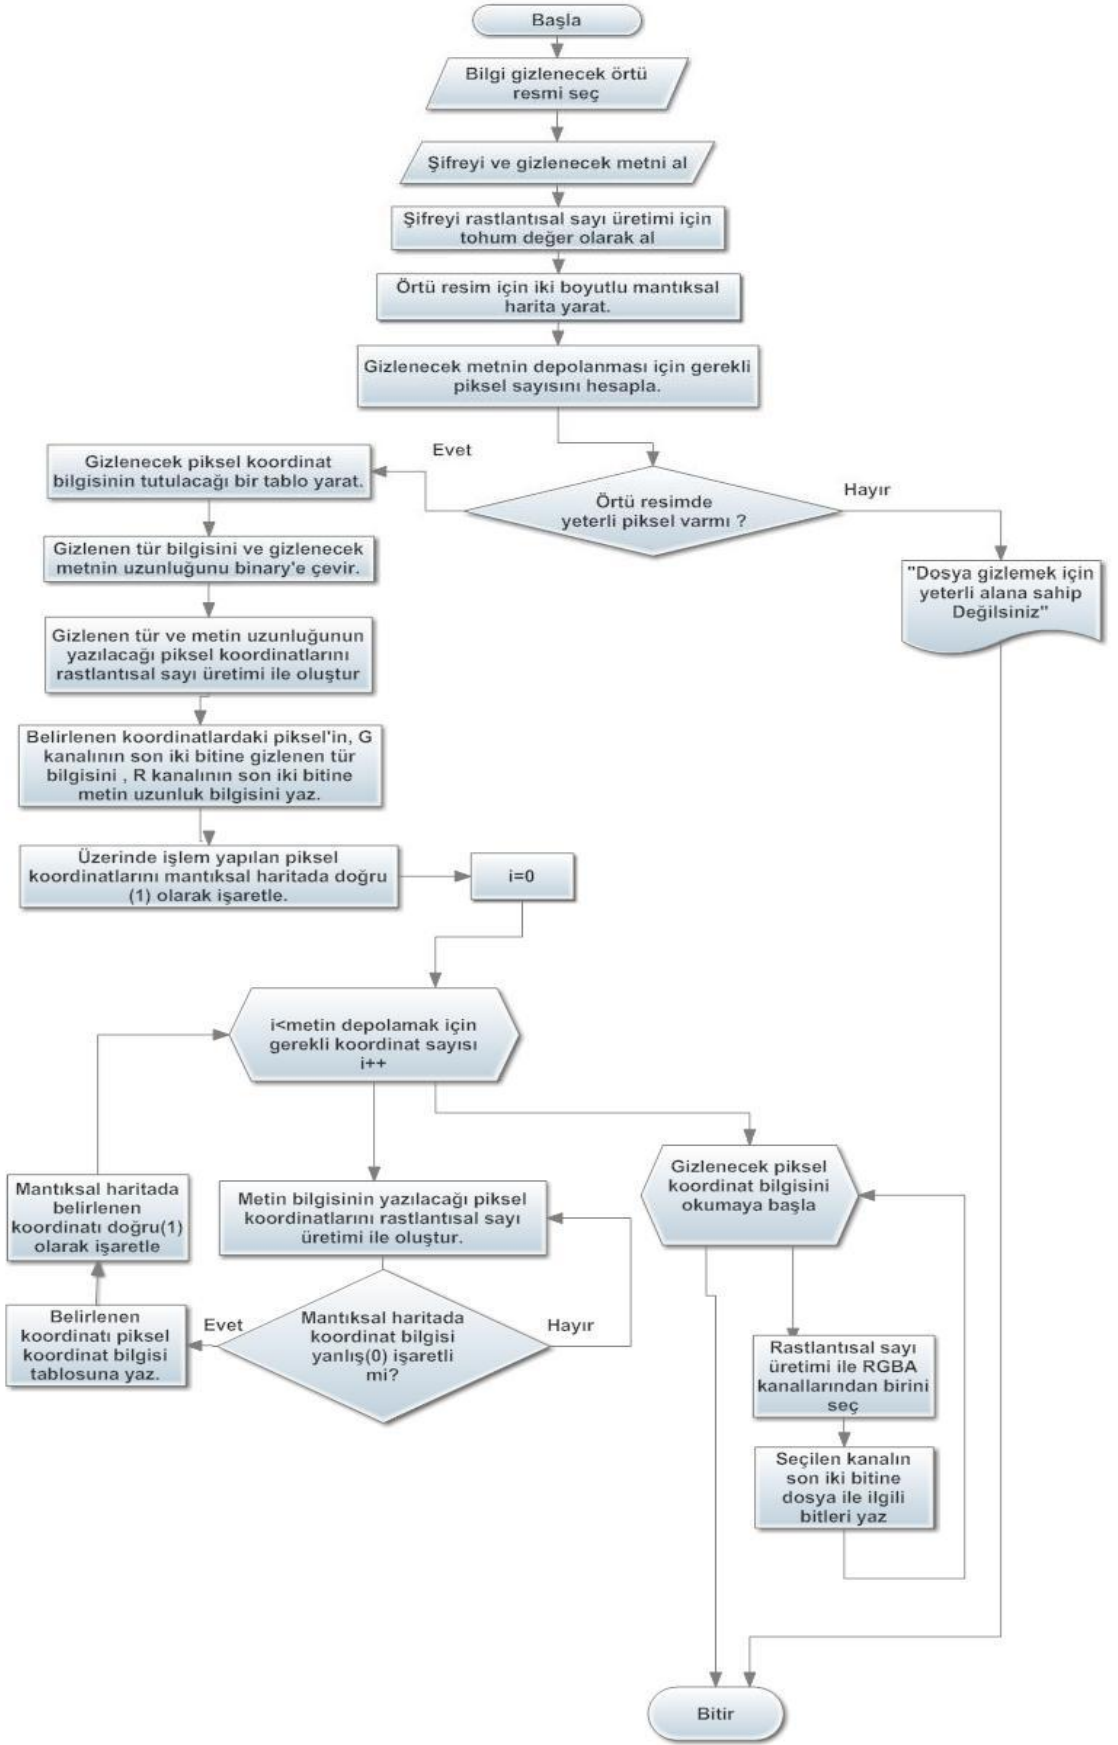 Başla
Bilgi gizlenecek örtü
resmi seç
Şifreyi ve gizlenecek metni al
Şifreyi rastlantısal sayı üretimi için
tohum değer olarak al
Örtü resim için iki boyutlu mantıksal
harita yarat.
Gizlenecek metnin depolanması için gerekli
piksel sayısını hesapla.
Evet
Gizlenecek piksel koordinat
bilgisinin tutulacağı bir tablo yarat.
Örtü resimde
yeterli piksel varmı ?
Hayır
"Dosya gizlemek için
yeterli alana sahip
Değilsiniz"
Gizlenen tür bilgisini ve gizlenecek
metnin uzunluğunu binary'e çevir.
Gizlenen tür ve metin uzunluğunun
yazılacağı piksel koordinatlarını
rastlantısal sayı üretimi ile oluştur
Belirlenen koordinatlardaki piksel'in, G
kanalının son iki bitine gizlenen tür
bilgisini , R kanalının son iki bitine
metin uzunluk bilgisini yaz.
Üzerinde işlem yapılan piksel
koordinatlarını mantıksal haritada doğru
(1) olarak işaretle.
i=0
i<metin depolamak için
gerekli koordinat sayısı
i++
Metin bilgisinin yazılacağı piksel
koordinatlarını rastlantısal sayı
üretimi ile oluştur.
Mantıksal haritada
koordinat bilgisi
yanlış(0) işaretli
mi?
Hayır
Evet
Belirlenen
koordinatı piksel
koordinat bilgisi
tablosuna yaz.
Mantıksal haritada
belirlenen
koordinatı doğru(1)
olarak işaretle
Gizlenecek piksel
koordinat bilgisini
okumaya başla
Rastlantısal sayı
üretimi ile RGBA
kanallarından birini
seç
Seçilen kanalın
son iki bitine
dosya ile ilgili
bitleri yaz
Bitir